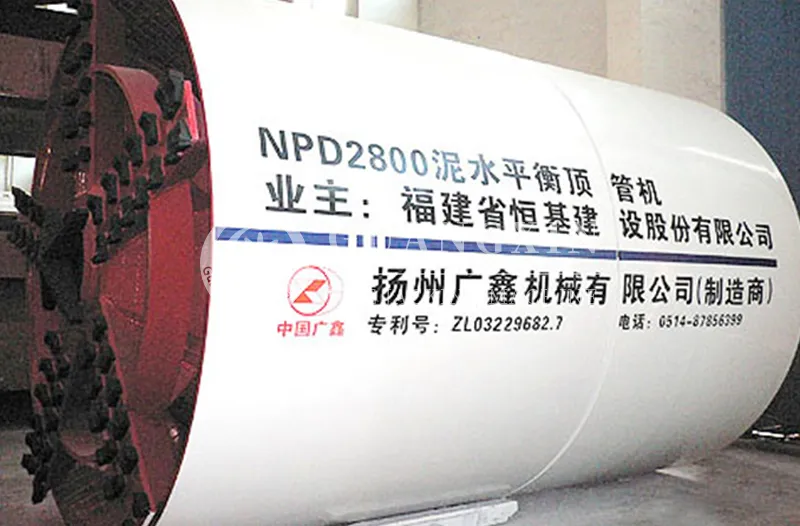 NPD2800泥水平衡顶管机
业主：福建省恒基建设股份有限公司
GUANGXIN
扬州广鑫机械有限公司(制造商)
中国广鑫
专利号：ZL03229682.7
电话：0514-87856399